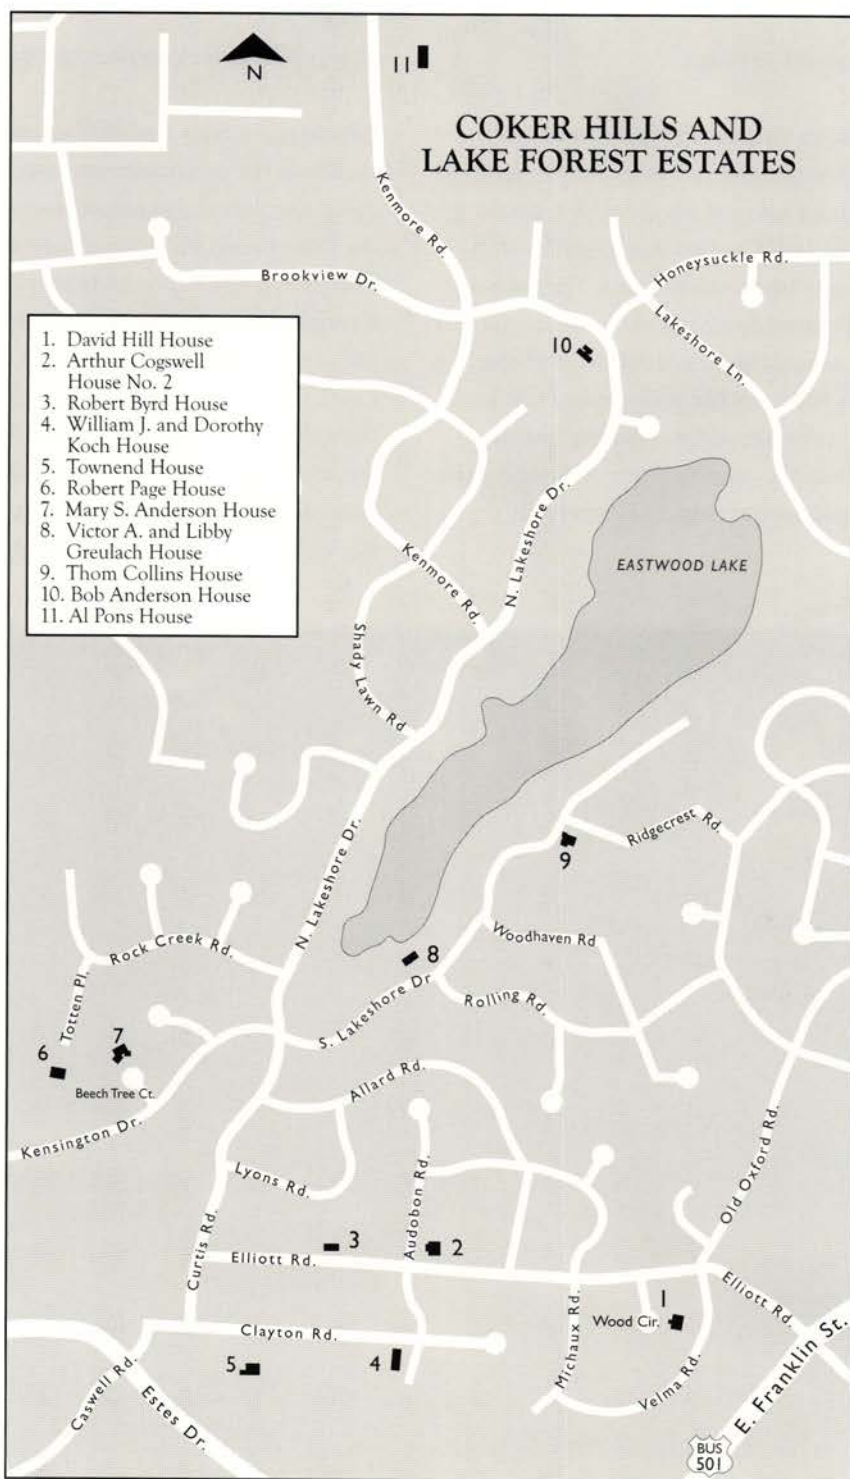 N
11
COKER HILLS AND
LAKE FOREST ESTATES
Kenmore Rd.
Brookview Dr.
Honeysuckle Rd.
Lakeshore Ln.
10
1. David Hill House
2. Arthur Cogswell
House No. 2
3. Robert Byrd House
4. William J. and Dorothy
Koch House
5. Townend House
6. Robert Page House
7. Mary S. Anderson House
8. Victor A. and Libby
Greulach House
9. Thom Collins House
10. Bob Anderson House
11. Al Pons House
N. Lakeshore Dr.
EASTWOOD LAKE
Kenmore Rd.
Shady Lawn Rd
N. Lakeshore Dr.
Ridgecrest Rd.
9
Woodhaven Rd
8
Rock Creek Rd.
S. Lakeshore Dr
Rolling Rd.
Totten Pl.
7
6
Beech Tree Ct.
Allard Rd.
Kensington Dr.
Lyons Rd.
Audobon Rd.
Old Oxford Rd.
Curtis Rd.
3
2
Elliott Rd.
Elliott Rd.
1
Wood Cir.
Michaux Rd.
Clayton Rd.
5
4
Velma Rd.
E. Franklin St.
Caswell Rd.
Estes Dr.
BUS
501